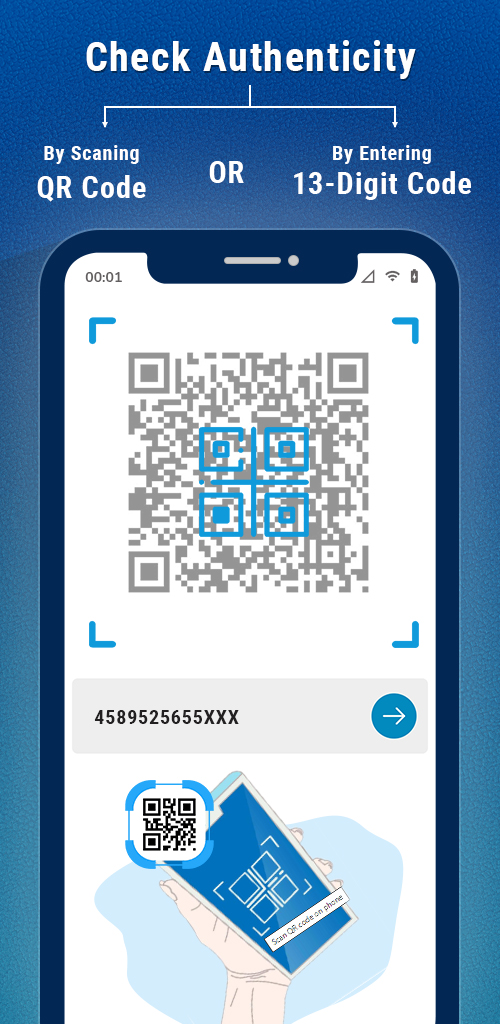 Check Authenticity
By Scaning
QR Code
OR
By Entering
13-Digit Code
00:01
4589525655XXX
Scan QR code on phone